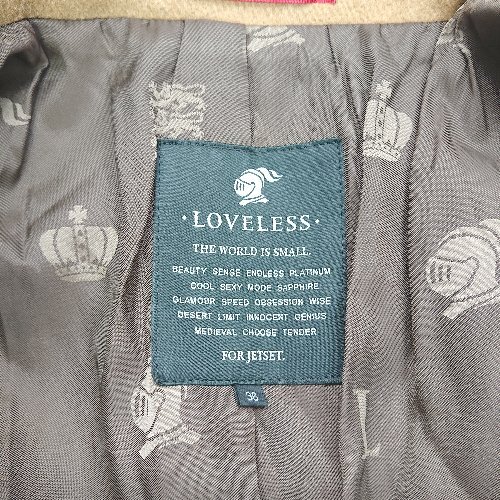 · LOVELESS ·
THE WORLD IS SMALL.
BEAUTY SENSE ENDLESS PLATINUM
COOL SEXY MODE SAPPHIRE
GLAMOUR SPEED OBSESSION WISE
DESERT LIMIT INNOCENT GENIUS
MEDIEVAL CHOOSE TENDER
FOR JETSET.
38
L